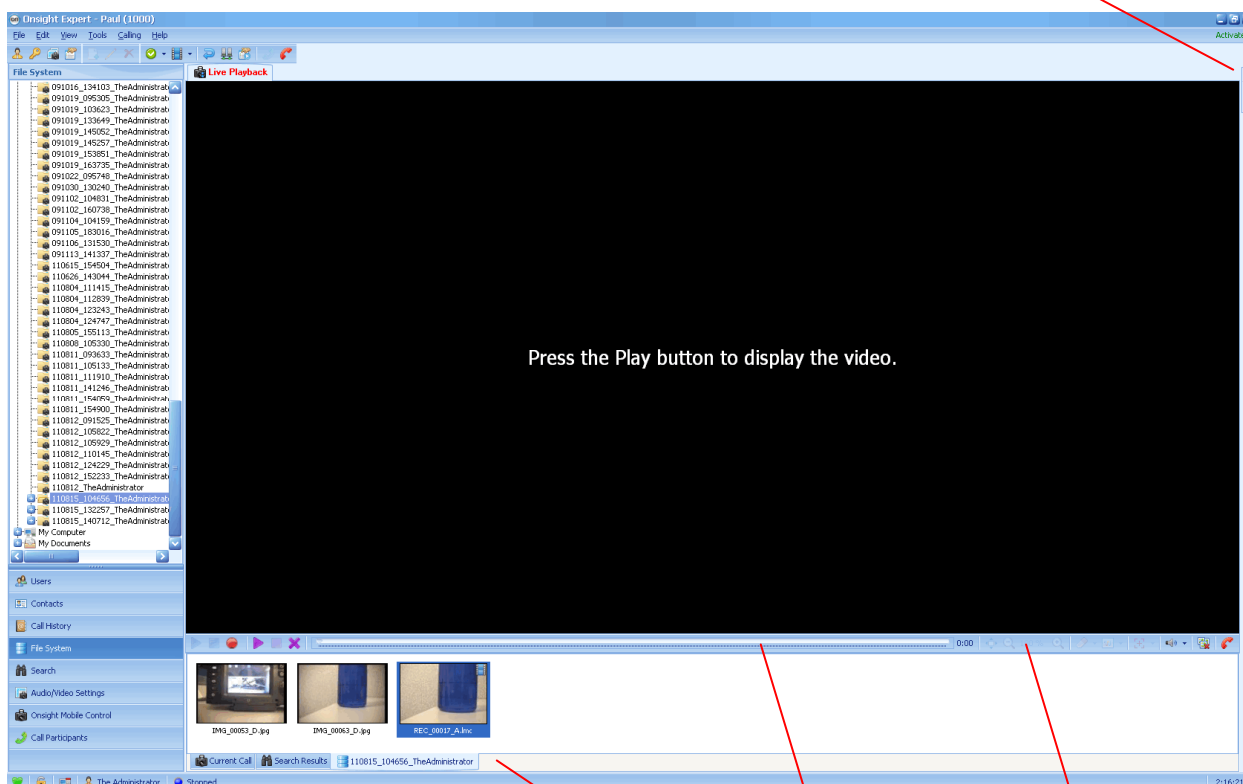 Onsight Expert - Paul (1000)
File Edit View Tools Calling Help
Activate
File System
Live Playback
091016_134103_TheAdministrat
091019_095305_TheAdministrat
091019_103623_TheAdministrat
091019_133649_TheAdministrat
091019_145052_TheAdministrat
091019_145257_TheAdministrat
091019_153851_TheAdministrat
091019_163735_TheAdministrat
091022_095748_TheAdministrat
091030_130240_TheAdministrat
091102_104831_TheAdministrat
091102_160738_TheAdministrat
091104_104159_TheAdministrat
091105_183016_TheAdministrat
091106_131530_TheAdministrat
091113_141337_TheAdministrat
110615_154504_TheAdministrat
110626_143044_TheAdministrat
110804_111415_TheAdministrat
110804_112839_TheAdministrat
110804_123243_TheAdministrat
110804_124747_TheAdministrat
110805_155113_TheAdministrat
110808_105330_TheAdministrat
110811_093633_TheAdministrat
110811_105133_TheAdministrat
110811_111910_TheAdministrat
110811_141246_TheAdministrat
110811_154059_TheAdministrat
110811_154900_TheAdministrat
110812_091525_TheAdministrat
110812_105822_TheAdministrat
110812_105929_TheAdministrat
110812_110145_TheAdministrat
110812_124229_TheAdministrat
110812_152233_TheAdministrat
110812_TheAdministrator
110815_104656_TheAdministrat
110815_132257_TheAdministrat
110815_140712_TheAdministrat
My Computer
My Documents
Press the Play button to display the video.
Users
Contacts
Call History
File System
Search
Audio/Video Settings
Onsight Mobile Control
Call Participants
0:00
IMG_00053_D.jpg
IMG_00063_D.jpg
REC_00017_A.lmc
Current Call Search Results 110815_104656_TheAdministrator
The Administrator Stopped
2:16:21